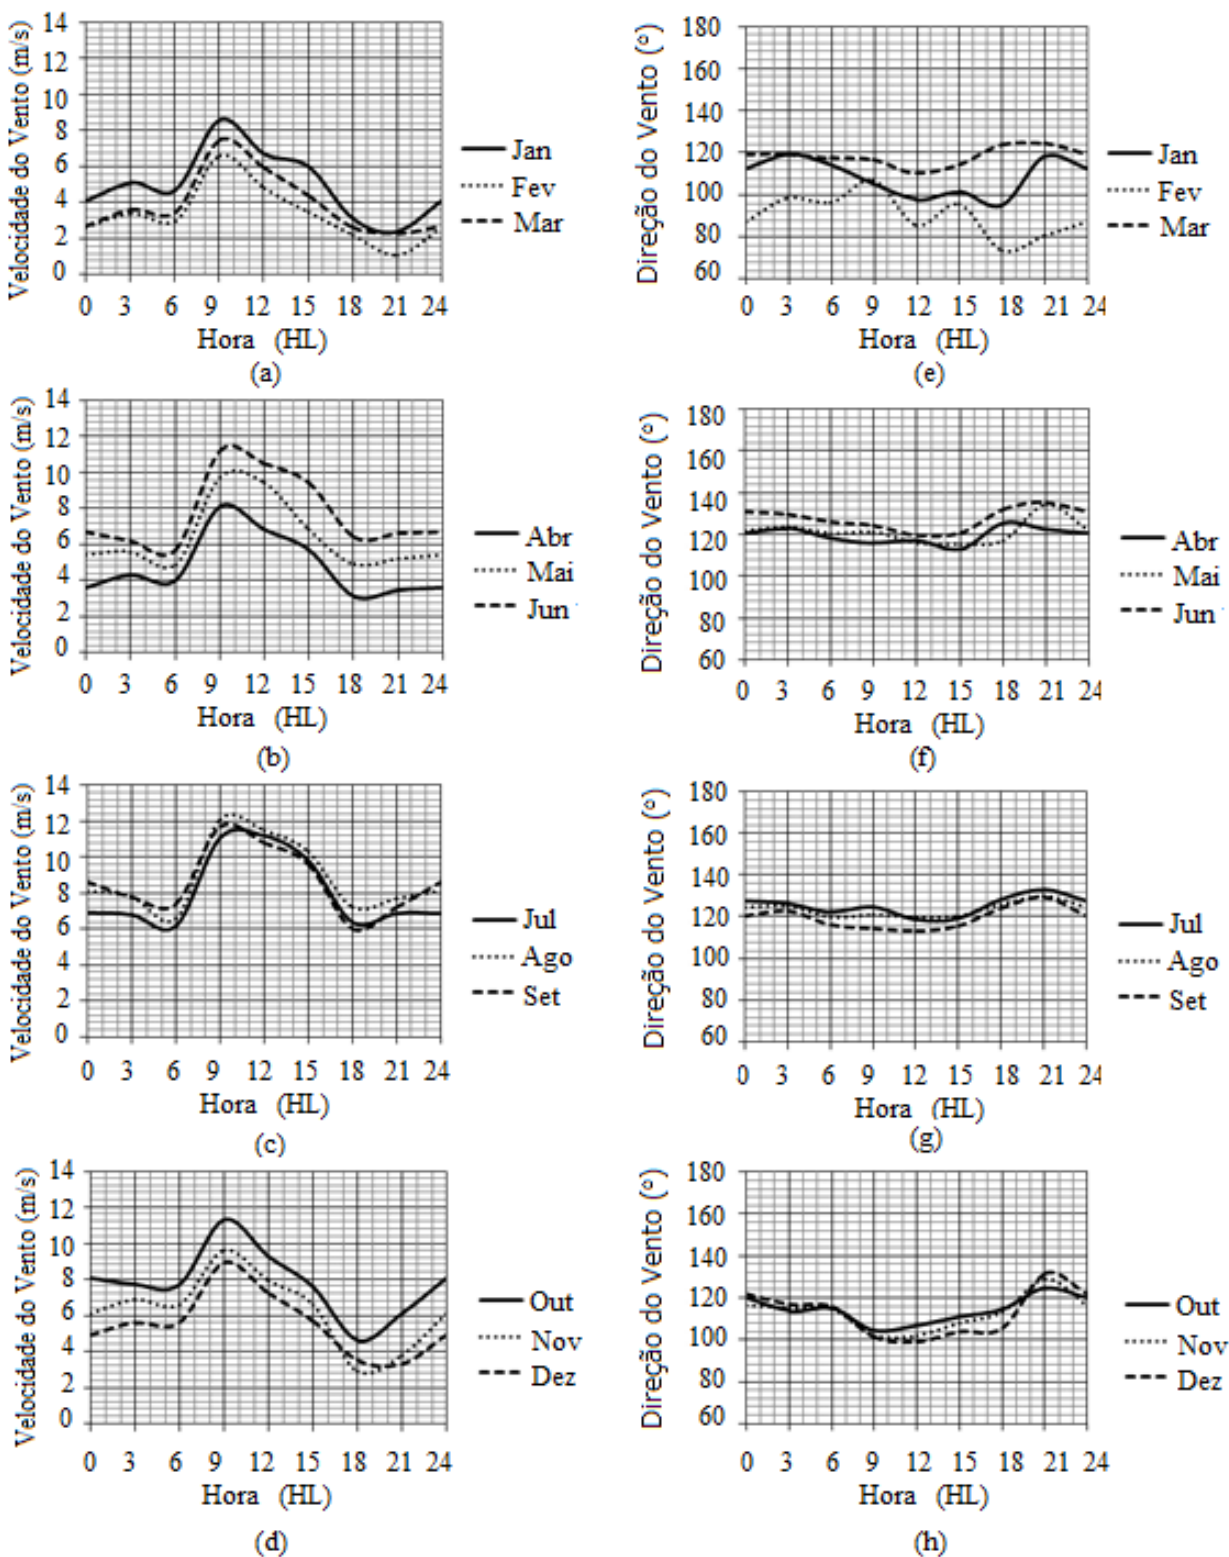 Velocidade do Vento (m/s)
14
12
10
8
6
4
2
0
0 3 6 9 12 15 18 21 24
Hora (HL)
(a)
Jan
Fev
Mar
Direção do Vento (°)
180
160
140
120
100
80
60
0 3 6 9 12 15 18 21 24
Hora (HL)
(e)
Jan
Fev
Mar
Velocidade do Vento (m/s)
14
12
10
8
6
4
2
0
0 3 6 9 12 15 18 21 24
Hora (HL)
(b)
Abr
Mai
Jun
Direção do Vento (°)
180
160
140
120
100
80
60
0 3 6 9 12 15 18 21 24
Hora (HL)
(f)
Abr
Mai
Jun
Velocidade do Vento (m/s)
14
12
10
8
6
4
2
0
0 3 6 9 12 15 18 21 24
Hora (HL)
(c)
Jul
Ago
Set
Direção do Vento (°)
180
160
140
120
100
80
60
0 3 6 9 12 15 18 21 24
Hora (HL)
(g)
Jul
Ago
Set
Velocidade do Vento (m/s)
14
12
10
8
6
4
2
0
0 3 6 9 12 15 18 21 24
Hora (HL)
(d)
Out
Nov
Dez
Direção do Vento (°)
180
160
140
120
100
80
60
0 3 6 9 12 15 18 21 24
Hora (HL)
(h)
Out
Nov
Dez